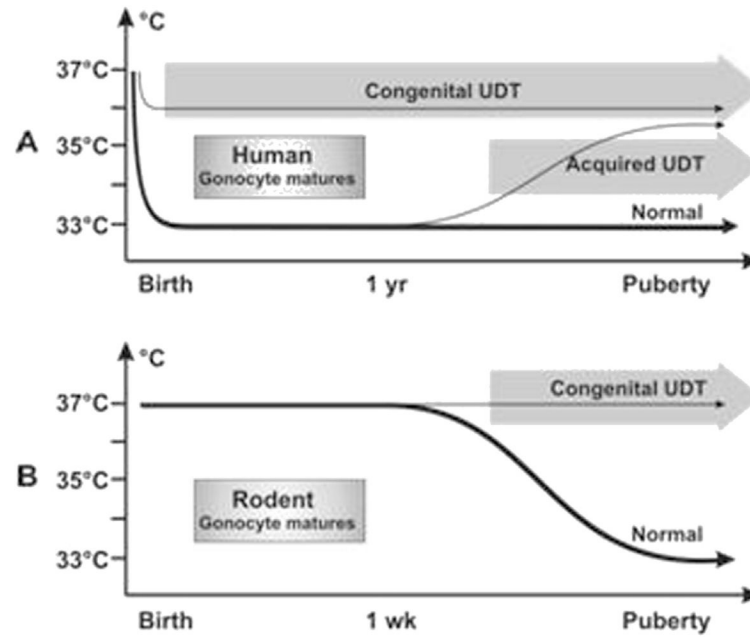 °C
37°C
Congenital UDT
A
35°C
Human
Gonocyte matures
Acquired UDT
33°C
Normal
Birth 1 yr Puberty
°C
37°C
Congenital UDT
B
35°C
Rodent
Gonocyte matures
Normal
33°C
Birth 1 wk Puberty